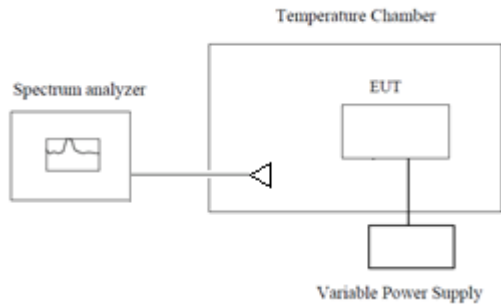 Temperature Chamber
Spectrum analyzer
EUT
Variable Power Supply